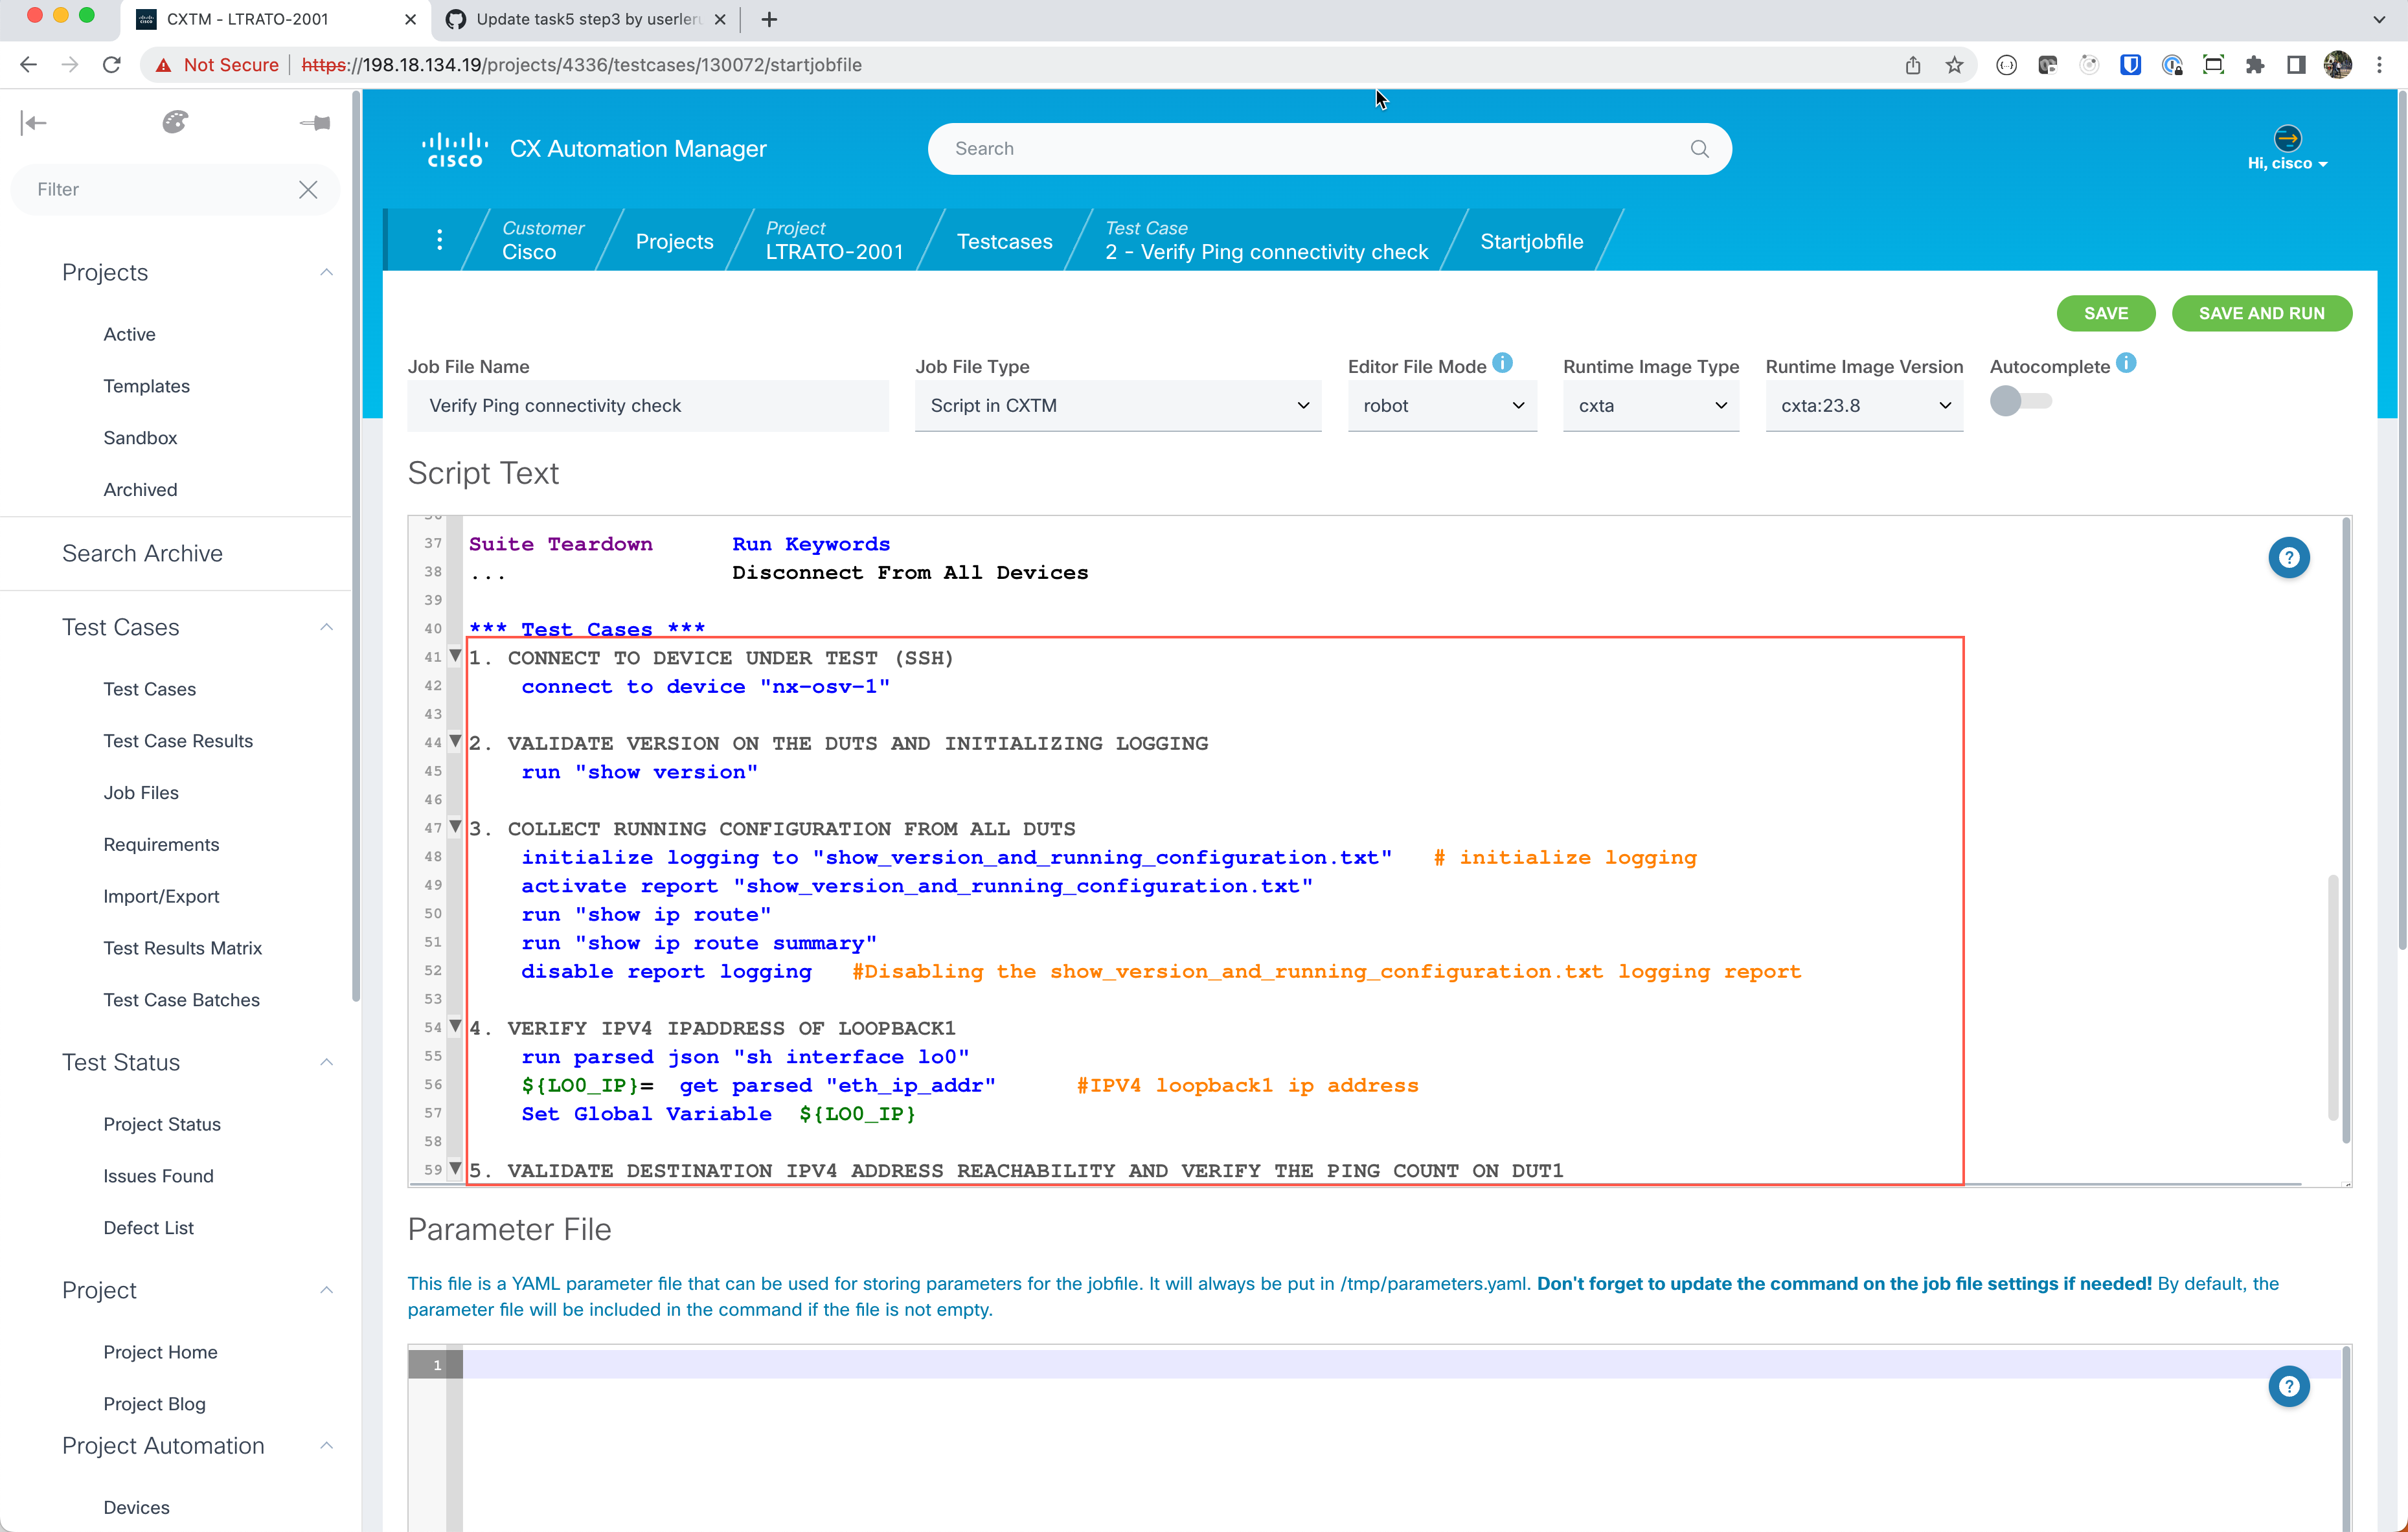 CXTM - LTRATO-2001
Update task5 step3 by userleru
Not Secure
https://198.18.134.19/projects/4336/testcases/130072/startjobfile
Filter
Projects
Active
Templates
Sandbox
Archived
Search Archive
Test Cases
Test Cases
Test Case Results
Job Files
Requirements
Import/Export
Test Results Matrix
Test Case Batches
Test Status
Project Status
Issues Found
Defect List
Project
Project Home
Project Blog
Project Automation
Devices
CISCO
CX Automation Manager
Search
Hi, cisco
Customer
Cisco
Projects
Project
LTRATO-2001
Testcases
Test Case
2 - Verify Ping connectivity check
Startjobfile
SAVE
SAVE AND RUN
Job File Name
Verify Ping connectivity check
Job File Type
Script in CXTM
Editor File Mode
robot
Runtime Image Type
cxta
Runtime Image Version
cxta:23.8
Autocomplete
Script Text
37 Suite Teardown Run Keywords
38 ... Disconnect From All Devices
39
40 *** Test Cases ***
41 1. CONNECT TO DEVICE UNDER TEST (SSH)
42 connect to device "nx-osv-1"
43
44 2. VALIDATE VERSION ON THE DUTS AND INITIALIZING LOGGING
45 run "show version"
46
47 3. COLLECT RUNNING CONFIGURATION FROM ALL DUTS
48 initialize logging to "show_version_and_running_configuration.txt" # initialize logging
49 activate report "show_version_and_running_configuration.txt"
50 run "show ip route"
51 run "show ip route summary"
52 disable report logging #Disabling the show_version_and_running_configuration.txt logging report
53
54 4. VERIFY IPV4 IPADDRESS OF LOOPBACK1
55 run parsed json "sh interface lo0"
56 ${LO0_IP}= get parsed "eth_ip_addr" #IPV4 loopback1 ip address
57 Set Global Variable ${LO0_IP}
58
59 5. VALIDATE DESTINATION IPV4 ADDRESS REACHABILITY AND VERIFY THE PING COUNT ON DUT1
Parameter File
This file is a YAML parameter file that can be used for storing parameters for the jobfile. It will always be put in /tmp/parameters.yaml. Don't forget to update the command on the job file settings if needed! By default, the
parameter file will be included in the command if the file is not empty.
1